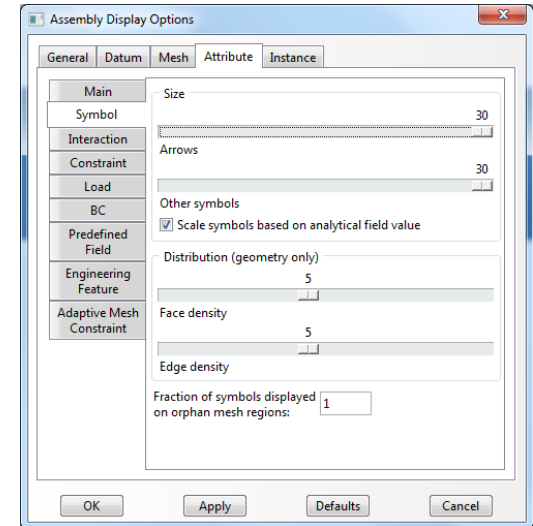 Assembly Display Options
General Datum Mesh Attribute Instance
Main
Symbol
Interaction
Constraint
Load
BC
Predefined
Field
Engineering
Feature
Adaptive Mesh
Constraint
Size
30
Arrows
30
Other symbols
Scale symbols based on analytical field value
Distribution (geometry only)
5
Face density
5
Edge density
Fraction of symbols displayed
on orphan mesh regions: 1
OK Apply Defaults Cancel